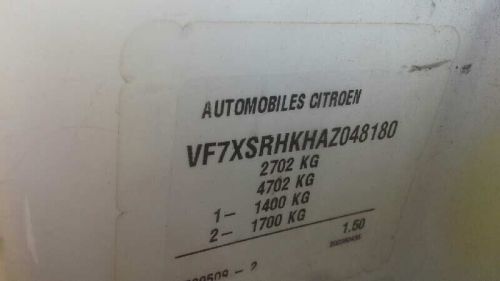 AUTOMOBILES CITROEN
VF7XSRHKHAZ048180
2702 KG
4702 KG
1- 1400 KG
2- 1700 KG
1.50